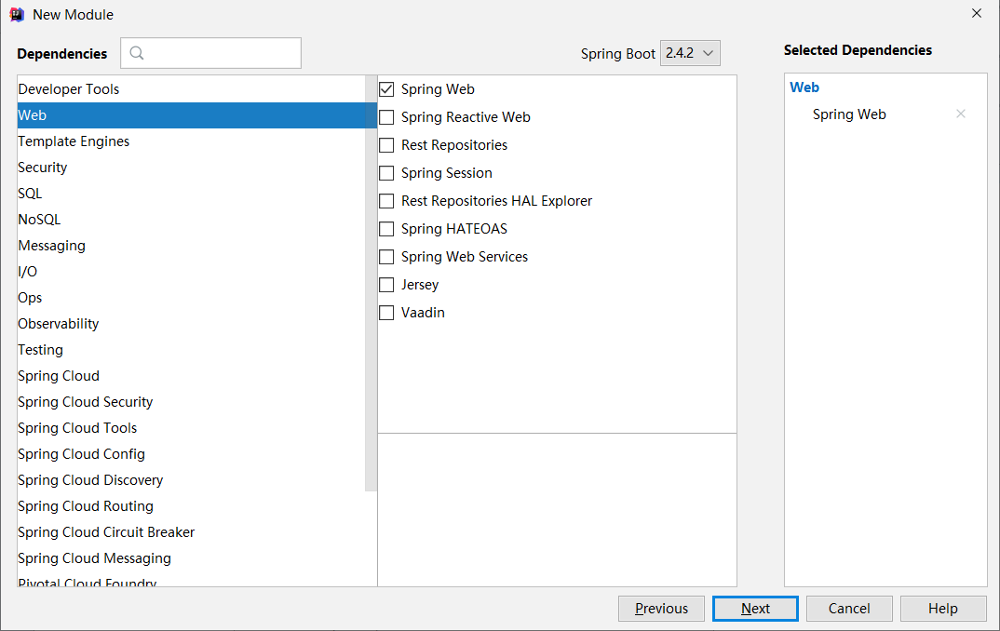 New Module
Dependencies
Spring Boot 2.4.2
Selected Dependencies
Developer Tools
Web
Template Engines
Security
SQL
NoSQL
Messaging
I/O
Ops
Observability
Testing
Spring Cloud
Spring Cloud Security
Spring Cloud Tools
Spring Cloud Config
Spring Cloud Discovery
Spring Cloud Routing
Spring Cloud Circuit Breaker
Spring Cloud Messaging
Pivotal Cloud Foundry
Spring Web
Spring Reactive Web
Rest Repositories
Spring Session
Rest Repositories HAL Explorer
Spring HATEOAS
Spring Web Services
Jersey
Vaadin
Web
Spring Web
Previous
Next
Cancel
Help